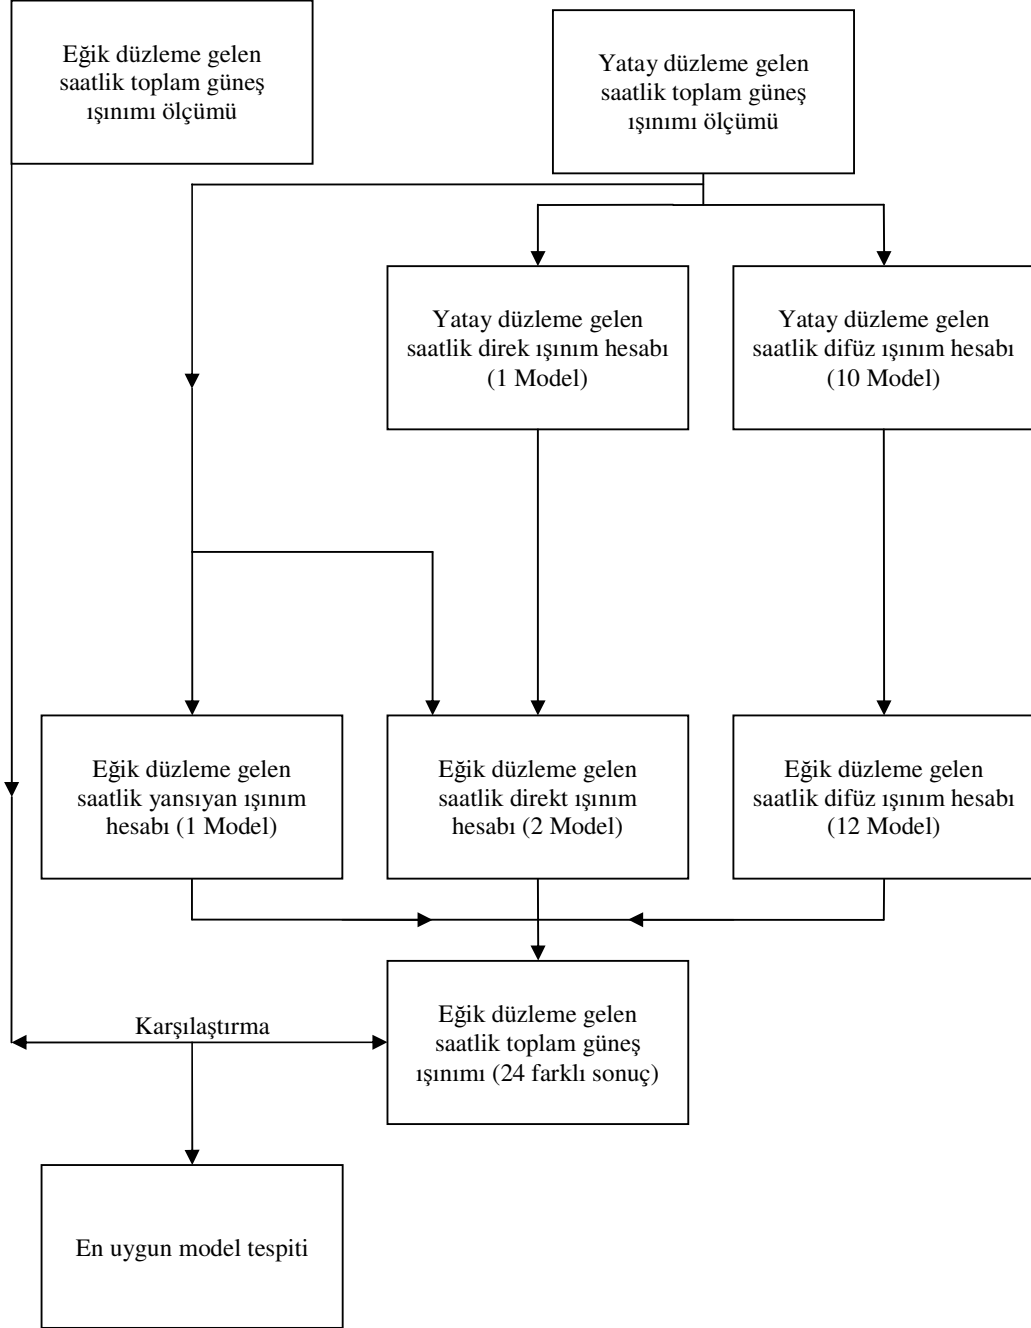 Eğik düzleme gelen
saatlik toplam güneş
ışınımı ölçümü
Yatay düzleme gelen
saatlik toplam güneş
ışınımı ölçümü
Yatay düzleme gelen
saatlik direk ışınım hesabı
(1 Model)
Yatay düzleme gelen
saatlik difüz ışınım hesabı
(10 Model)
Eğik düzleme gelen
saatlik yansıyan ışınım
hesabı (1 Model)
Eğik düzleme gelen
saatlik direkt ışınım
hesabı (2 Model)
Eğik düzleme gelen
saatlik difüz ışınım hesabı
(12 Model)
Karşılaştırma
Eğik düzleme gelen
saatlik toplam güneş
ışınımı (24 farklı sonuç)
En uygun model tespiti